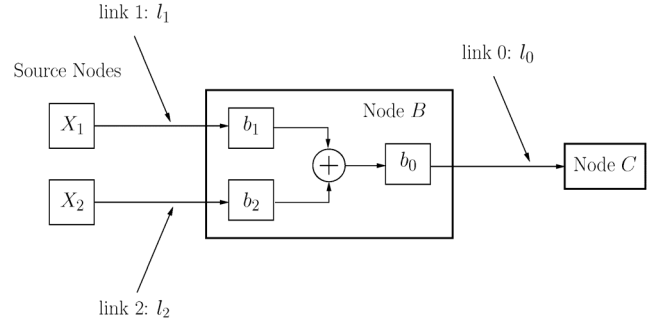 link 1: l₁
link 0: l₀
Source Nodes
Node B
X₁
b₁
+
b₀
Node C
X₂
b₂
link 2: l₂